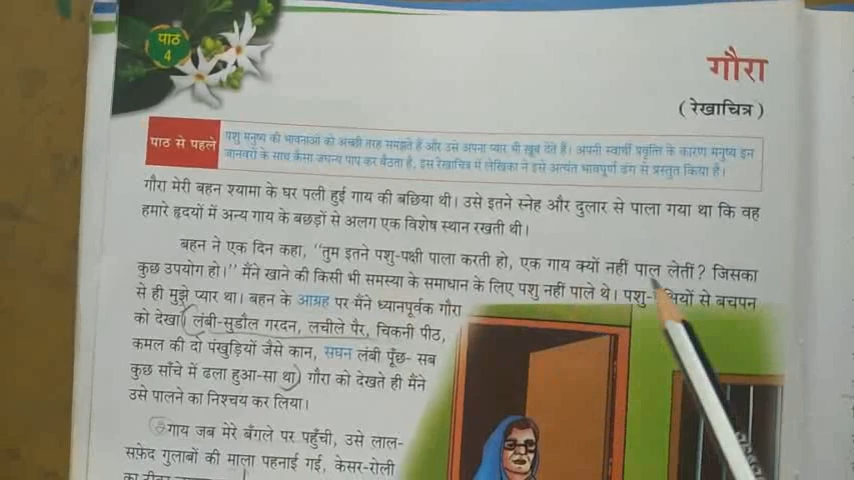 पाठ
4
गौरा
(रेखाचित्र)
पाठ से पहले
पशु मनुष्य की भावनाओं को अच्छी तरह समझते हैं और उसे अपना प्यार भी खूब देते हैं। अपनी स्वार्थी प्रवृत्ति के कारण मनुष्य इन
जानवरों के साथ कैसा जघन्य पाप कर बैठता है, इस रेखाचित्र में लेखिका ने इसे अत्यंत भावपूर्ण ढंग से प्रस्तुत किया है।
गौरा मेरी बहन श्यामा के घर पली हुई गाय की बछिया थी। उसे इतने स्नेह और दुलार से पाला गया था कि वह
हमारे हृदयों में अन्य गाय के बछड़ों से अलग एक विशेष स्थान रखती थी।
बहन ने एक दिन कहा, “तुम इतने पशु-पक्षी पाला करती हो, एक गाय क्यों नहीं पाल लेतीं? जिसका
कुछ उपयोग हो।” मैंने खाने की किसी भी समस्या के समाधान के लिए पशु नहीं पाले थे। पशु- से बचपन
से ही मुझे प्यार था। बहन के आग्रह पर मैंने ध्यानपूर्वक गौरा
को देखा। लंबी-सुडौल गरदन, लचीले पैर, चिकनी पीठ,
कमल की दो पंखुड़ियों जैसे कान, सघन लंबी पूँछ- सब
कुछ साँचे में ढला हुआ-सा था। गौरा को देखते ही मैंने
उसे पालने का निश्चय कर लिया।
गाय जब मेरे बँगले पर पहुँची, उसे लाल-
सफ़ेद गुलाबों की माला पहनाई गई, केसर-रोली